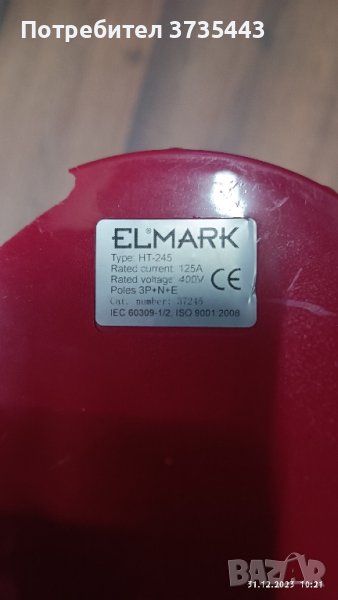 Потребител 3735443
ELMARK
Type: HT-245
Rated current: 125A
Rated voltage: 400V
Poles 3P+N+E
Cat. number: 37245
CE
IEC 60309-1/2, ISO 9001:2008
31.12.2023 10:21
BAZAR